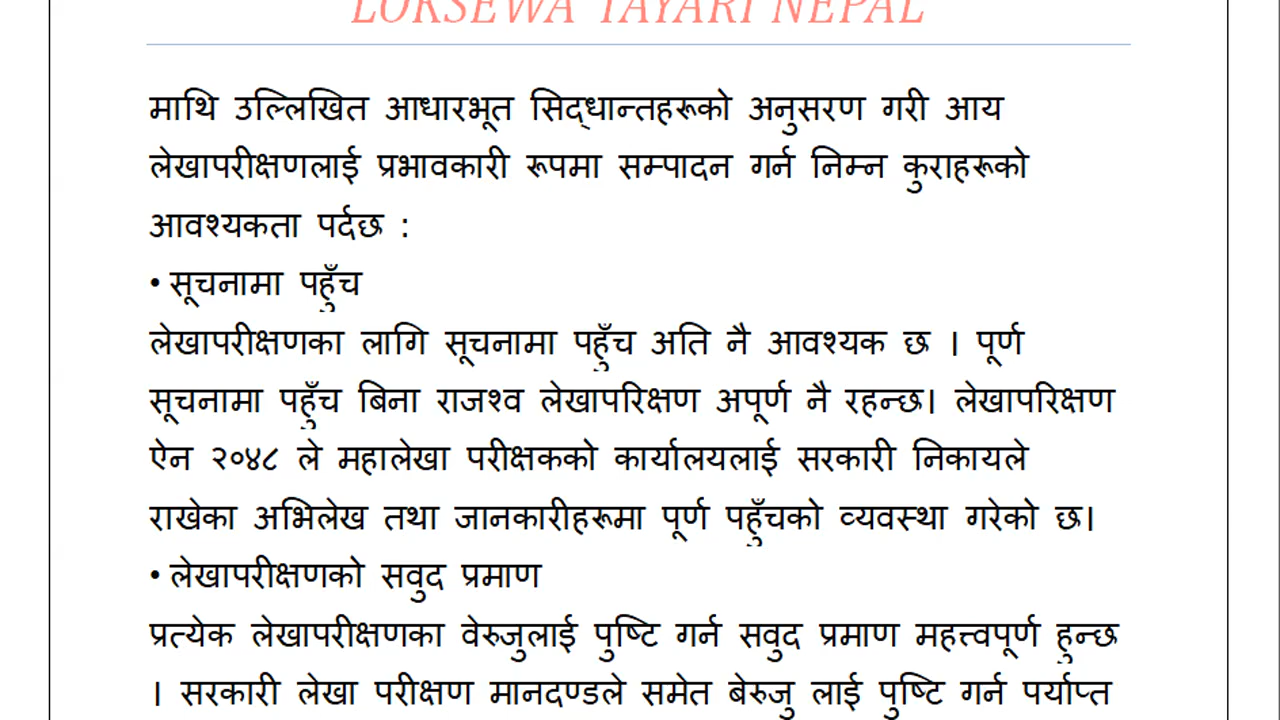 LOKSEWA TAYARI NEPAL
माथि उल्लिखित आधारभूत सिद्धान्तहरूको अनुसरण गरी आय
लेखापरीक्षणलाई प्रभावकारी रूपमा सम्पादन गर्न निम्न कुराहरूको
आवश्यकता पर्दछ :
• सूचनामा पहुँच
लेखापरीक्षणका लागि सूचनामा पहुँच अति नै आवश्यक छ । पूर्ण
सूचनामा पहुँच बिना राजश्व लेखापरिक्षण अपूर्ण नै रहन्छ। लेखापरिक्षण
ऐन २०४८ ले महालेखा परीक्षकको कार्यालयलाई सरकारी निकायले
राखेका अभिलेख तथा जानकारीहरूमा पूर्ण पहुँचको व्यवस्था गरेको छ।
• लेखापरीक्षणको सवुद प्रमाण
प्रत्येक लेखापरीक्षणका वेरुजुलाई पुष्टि गर्न सवुद प्रमाण महत्त्वपूर्ण हुन्छ
। सरकारी लेखा परीक्षण मानदण्डले समेत बेरुजु लाई पुष्टि गर्न पर्याप्त